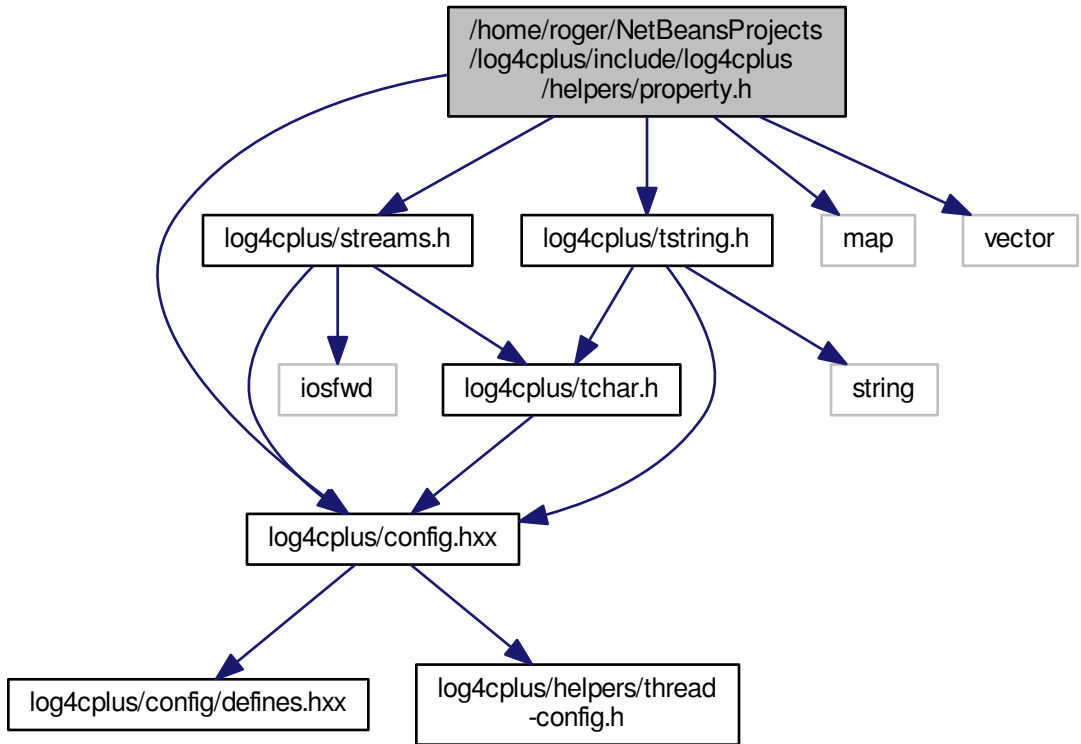 /home/roger/NetBeansProjects
/log4cplus/include/log4cplus
/helpers/property.h
log4cplus/streams.h
log4cplus/tstring.h
map
vector
iosfwd
log4cplus/tchar.h
string
log4cplus/config.hxx
log4cplus/config/defines.hxx
log4cplus/helpers/thread
-config.h